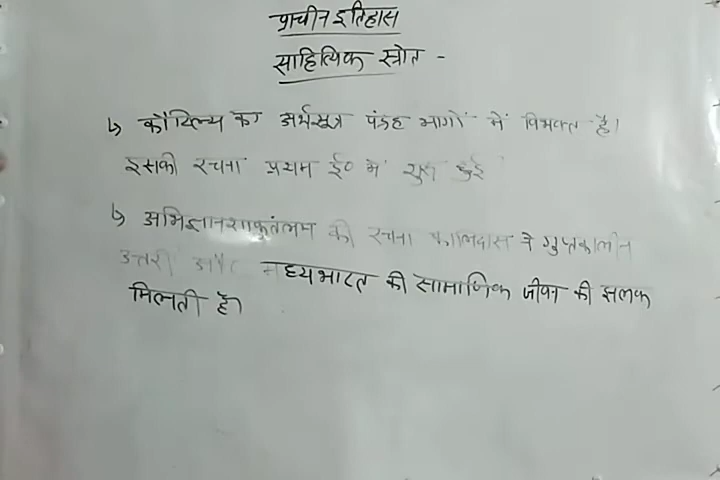 प्राचीन इतिहास
साहित्यिक स्त्रोत -
↳ कौटिल्य का अर्थसूत्र पंद्रह भागों में विभक्त है।
इसकी रचना प्रथम ई० में शुरू हुई
↳ अभिज्ञानशाकुंतलम की रचना कालिदास ने गुप्तकालीन
उत्तरी और मध्यभारत की सामाजिक जीवन की झलक
मिलती है।